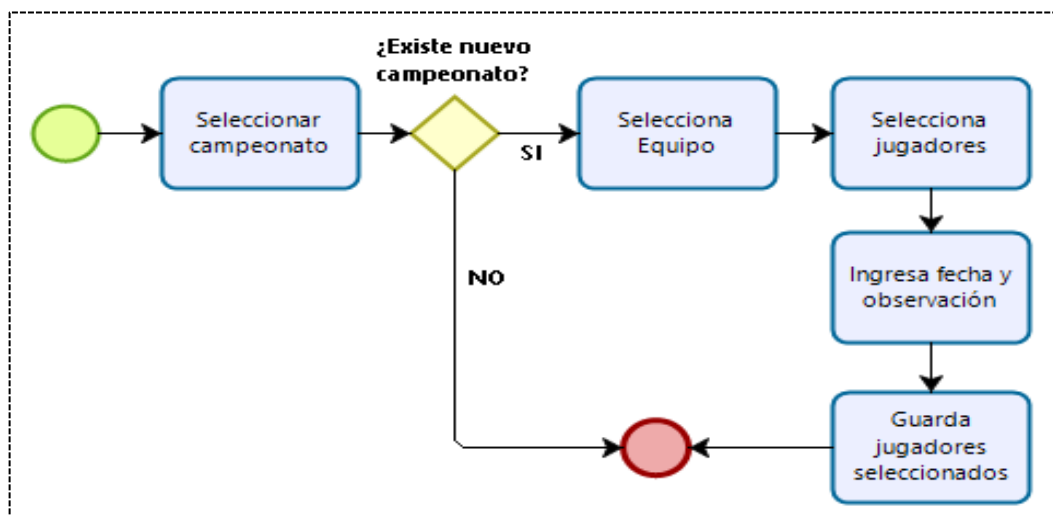 ¿Existe nuevo
campeonato?
Seleccionar
campeonato
SI
Selecciona
Equipo
Selecciona
jugadores
NO
Ingresa fecha y
observación
Guarda
jugadores
seleccionados